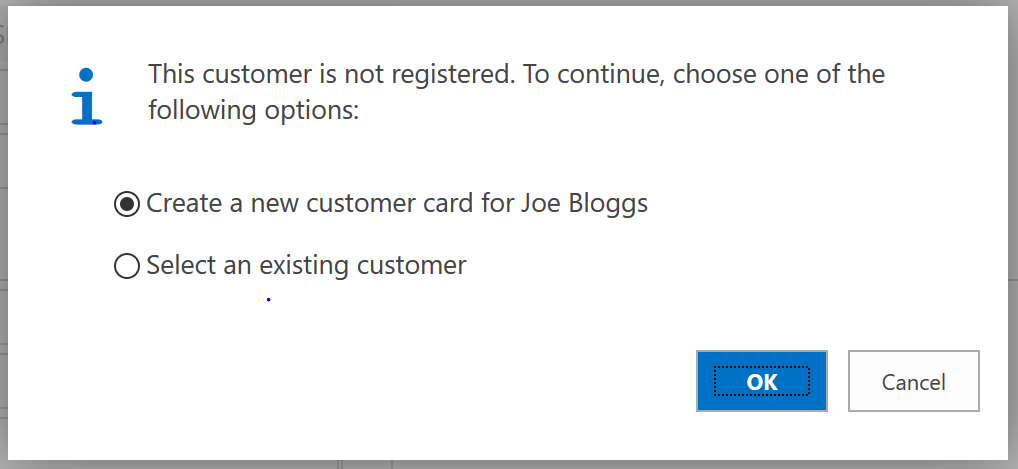 This customer is not registered. To continue, choose one of the
following options:
Create a new customer card for Joe Bloggs
Select an existing customer
OK
Cancel